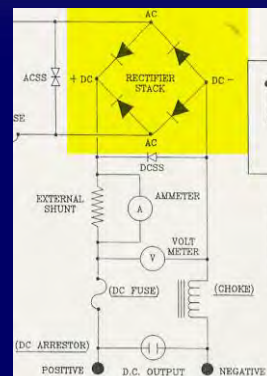 AC
ACSS
+ DC
RECTIFIER
STACK
DC -
SE
AC
DCSS
EXTERNAL
SHUNT
AMMETER
A
VOLT
METER
V
(DC FUSE)
(CHOKE)
(DC ARRESTOR)
POSITIVE
D.C. OUTPUT
NEGATIVE